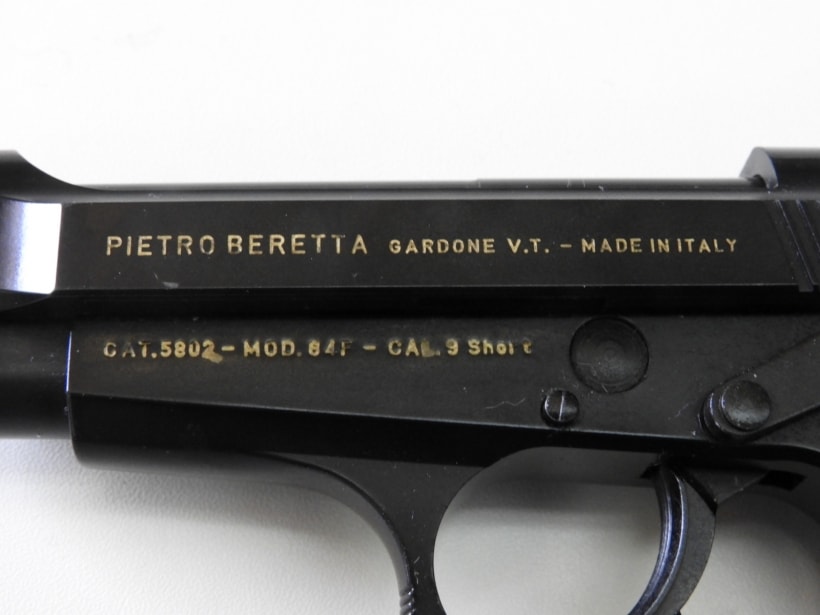 PIETRO BERETTA GARDONE V.T. - MADE IN ITALY
CAT.5802 - MOD. 84F - CAL. 9 Short